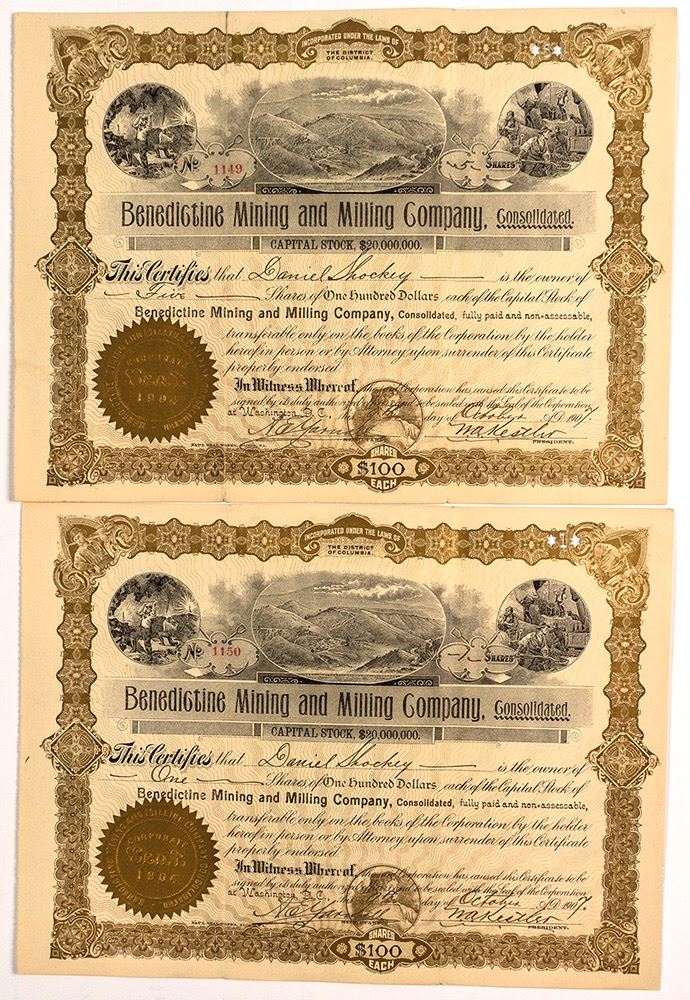 INCORPORATED UNDER THE LAWS OF
THE DISTRICT
OF COLUMBIA.
*5*
No 1149
5 SHARES
Benedictine Mining and Milling Company, Consolidated.
CAPITAL STOCK, $20,000,000.
This Certifies that Daniel Shockey is the owner of
Five Shares of One Hundred Dollars each of the Capital Stock of
Benedictine Mining and Milling Company, Consolidated, fully paid and non-assessable,
transferable only on the books of the Corporation by the holder
hereof in person or by Attorney upon surrender of this Certificate
properly endorsed.
In Witness Whereof, the said Corporation has caused this Certificate to be
signed by its duly authorized and to be sealed with the Seal of the Corporation
at Washington, D.C., this day of October A.D. 1907.
CORPORATE
SEAL
1904
PRESIDENT.
SHARES
$100
EACH
INCORPORATED UNDER THE LAWS OF
THE DISTRICT
OF COLUMBIA.
*1*
No 1150
1 SHARES
Benedictine Mining and Milling Company, Consolidated.
CAPITAL STOCK, $20,000,000.
This Certifies that Daniel Shockey is the owner of
One Shares of One Hundred Dollars each of the Capital Stock of
Benedictine Mining and Milling Company, Consolidated, fully paid and non-assessable,
transferable only on the books of the Corporation by the holder
hereof in person or by Attorney upon surrender of this Certificate
properly endorsed.
In Witness Whereof, the said Corporation has caused this Certificate to be
signed by its duly authorized and to be sealed with the Seal of the Corporation
at Washington, D.C., this day of October A.D. 1907.
CORPORATE
SEAL
1904
PRESIDENT.
SHARES
$100
EACH